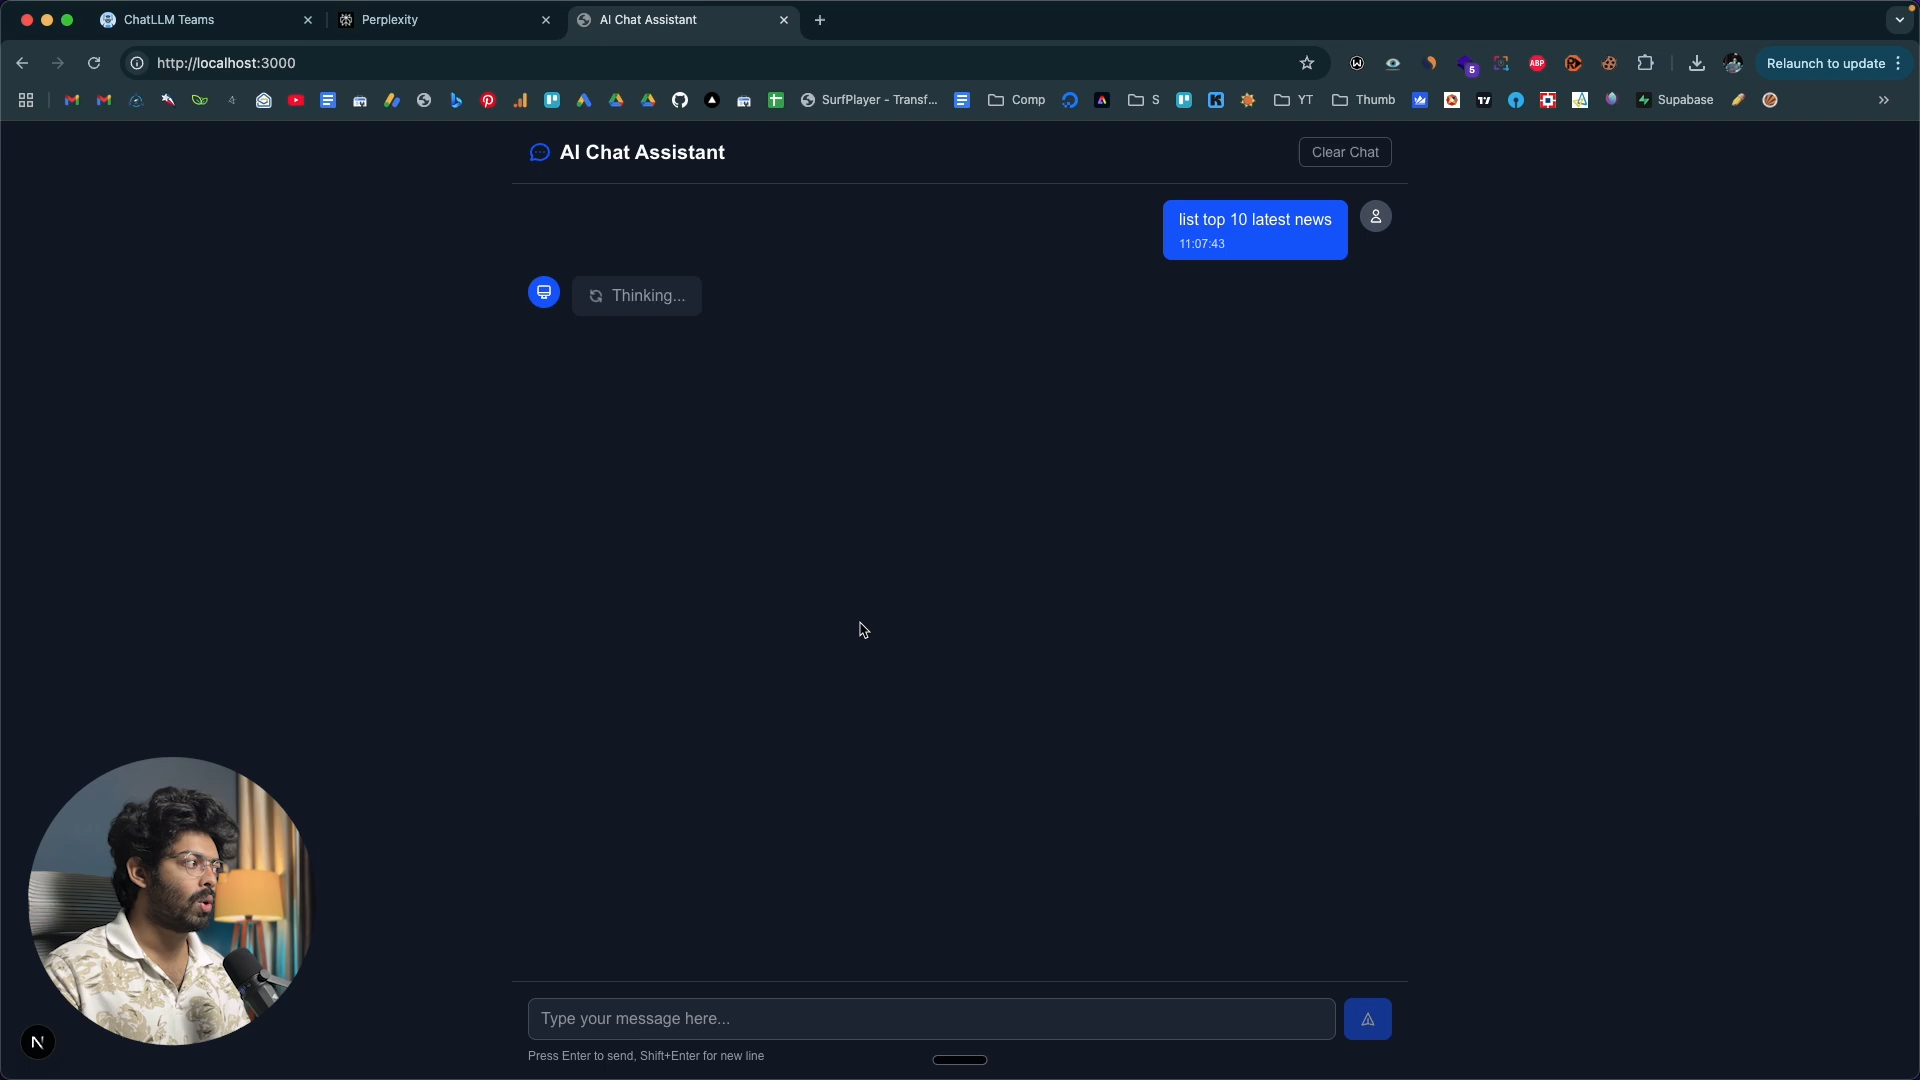 ChatLLM Teams
Perplexity
AI Chat Assistant
http://localhost:3000
5
ABP
Relaunch to update
SurfPlayer - Transf...
Comp
S
YT
Thumb
Supabase
AI Chat Assistant
Clear Chat
list top 10 latest news
11:07:43
Thinking...
Type your message here...
Press Enter to send, Shift+Enter for new line
N